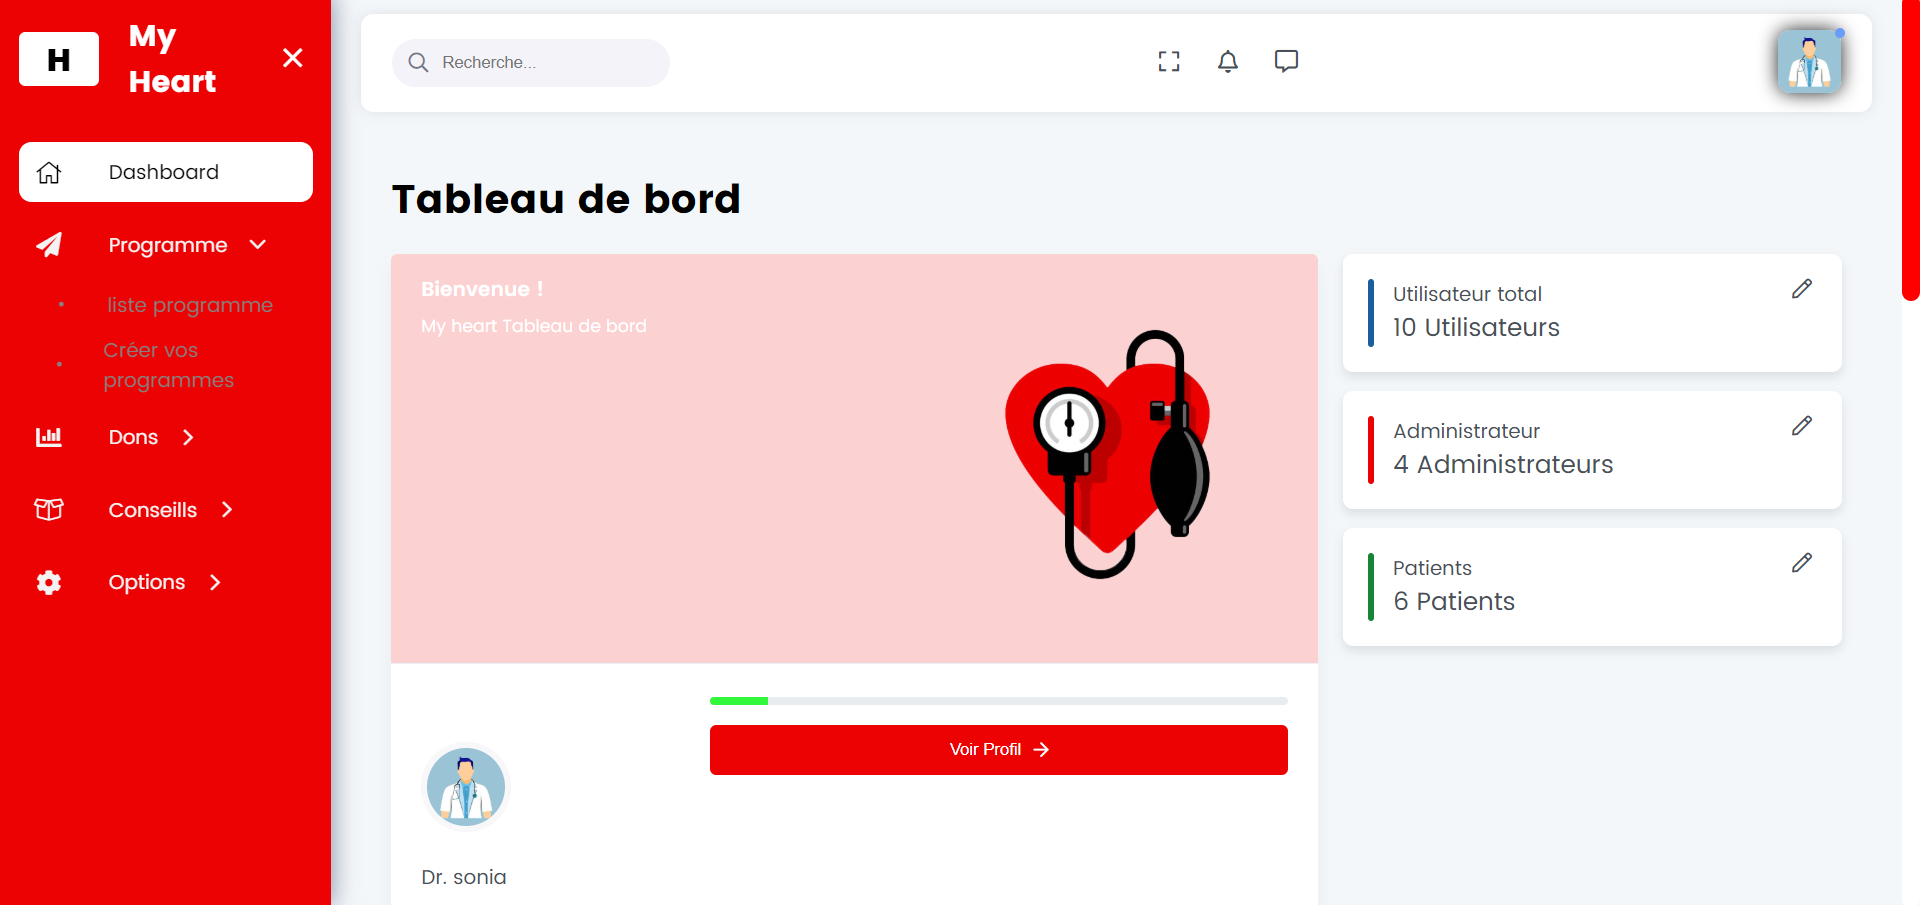 H
My
Heart
Dashboard
Programme
liste programme
Créer vos
programmes
Dons
Conseills
Options
Recherche...
Tableau de bord
Bienvenue !
My heart Tableau de bord
Utilisateur total
10 Utilisateurs
Administrateur
4 Administrateurs
Patients
6 Patients
Voir Profil
Dr. sonia